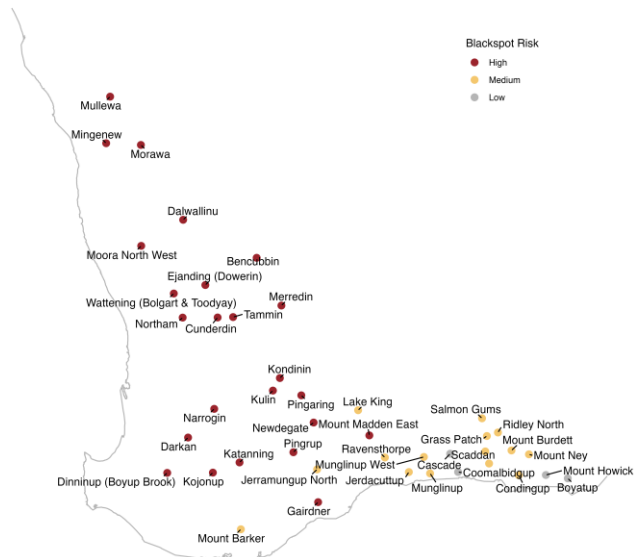 Blackspot Risk
High
Medium
Low
Mullewa
Mingenew
Morawa
Dalwallinu
Moora North West
Bencubbin
Ejanding (Dowerin)
Wattening (Bolgart & Toodyay)
Merredin
Northam
Cunderdin
Tammin
Kondinin
Kulin
Pingaring
Lake King
Narrogin
Newdegate
Mount Madden East
Salmon Gums
Ridley North
Darkan
Pingrup
Grass Patch
Mount Burdett
Katanning
Ravensthorpe
Scaddan
Mount Ney
Munglinup West
Cascade
Dinninup (Boyup Brook)
Kojonup
Jerramungup North
Jerdacuttup
Munglinup
Coomalbidgup
Condingup
Mount Howick
Boyatup
Gairdner
Mount Barker